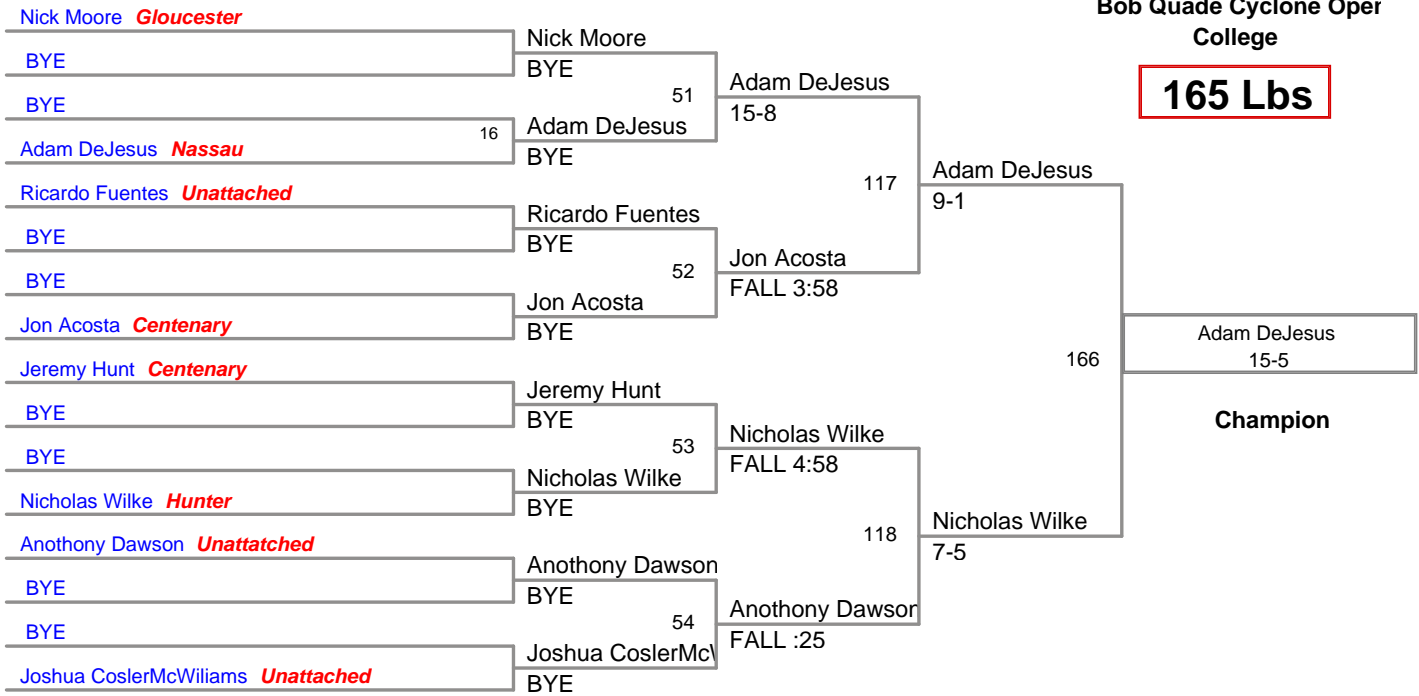 Bob Quade Cyclone Oper
College
165 Lbs
Nick Moore Gloucester
BYE
BYE
Adam DeJesus Nassau
Ricardo Fuentes Unattached
BYE
BYE
Jon Acosta Centenary
Jeremy Hunt Centenary
BYE
BYE
Nicholas Wilke Hunter
Anothony Dawson Unattatched
BYE
BYE
Joshua CoslerMcWiliams Unattached
Nick Moore
BYE
16
Adam DeJesus
BYE
Ricardo Fuentes
BYE
Jon Acosta
BYE
Jeremy Hunt
BYE
Nicholas Wilke
BYE
Anothony Dawson
BYE
Joshua CoslerMcW
BYE
51
Adam DeJesus
15-8
52
Jon Acosta
FALL 3:58
53
Nicholas Wilke
FALL 4:58
54
Anothony Dawson
FALL :25
117
Adam DeJesus
9-1
118
Nicholas Wilke
7-5
166
Adam DeJesus
15-5
Champion